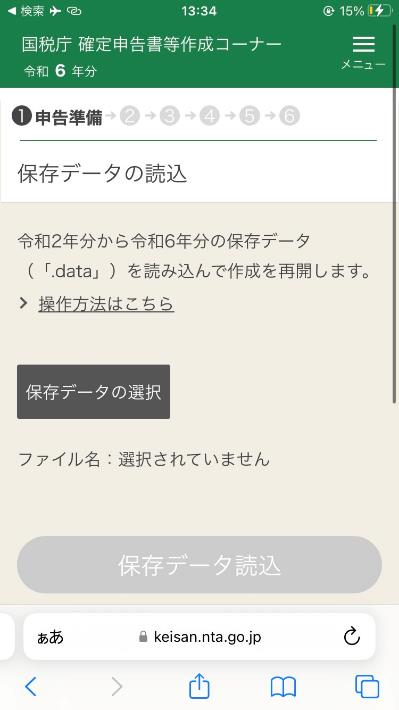 ◀ 検索
13:34
15%
国税庁 確定申告書等作成コーナー
令和 6 年分
メニュー
1 申告準備 → 2 → 3 → 4 → 5 → 6
保存データの読込
令和2年分から令和6年分の保存データ
（「.data」）を読み込んで作成を再開します。
> 操作方法はこちら
保存データの選択
ファイル名：選択されていません
保存データ読込
ぁあ
keisan.nta.go.jp